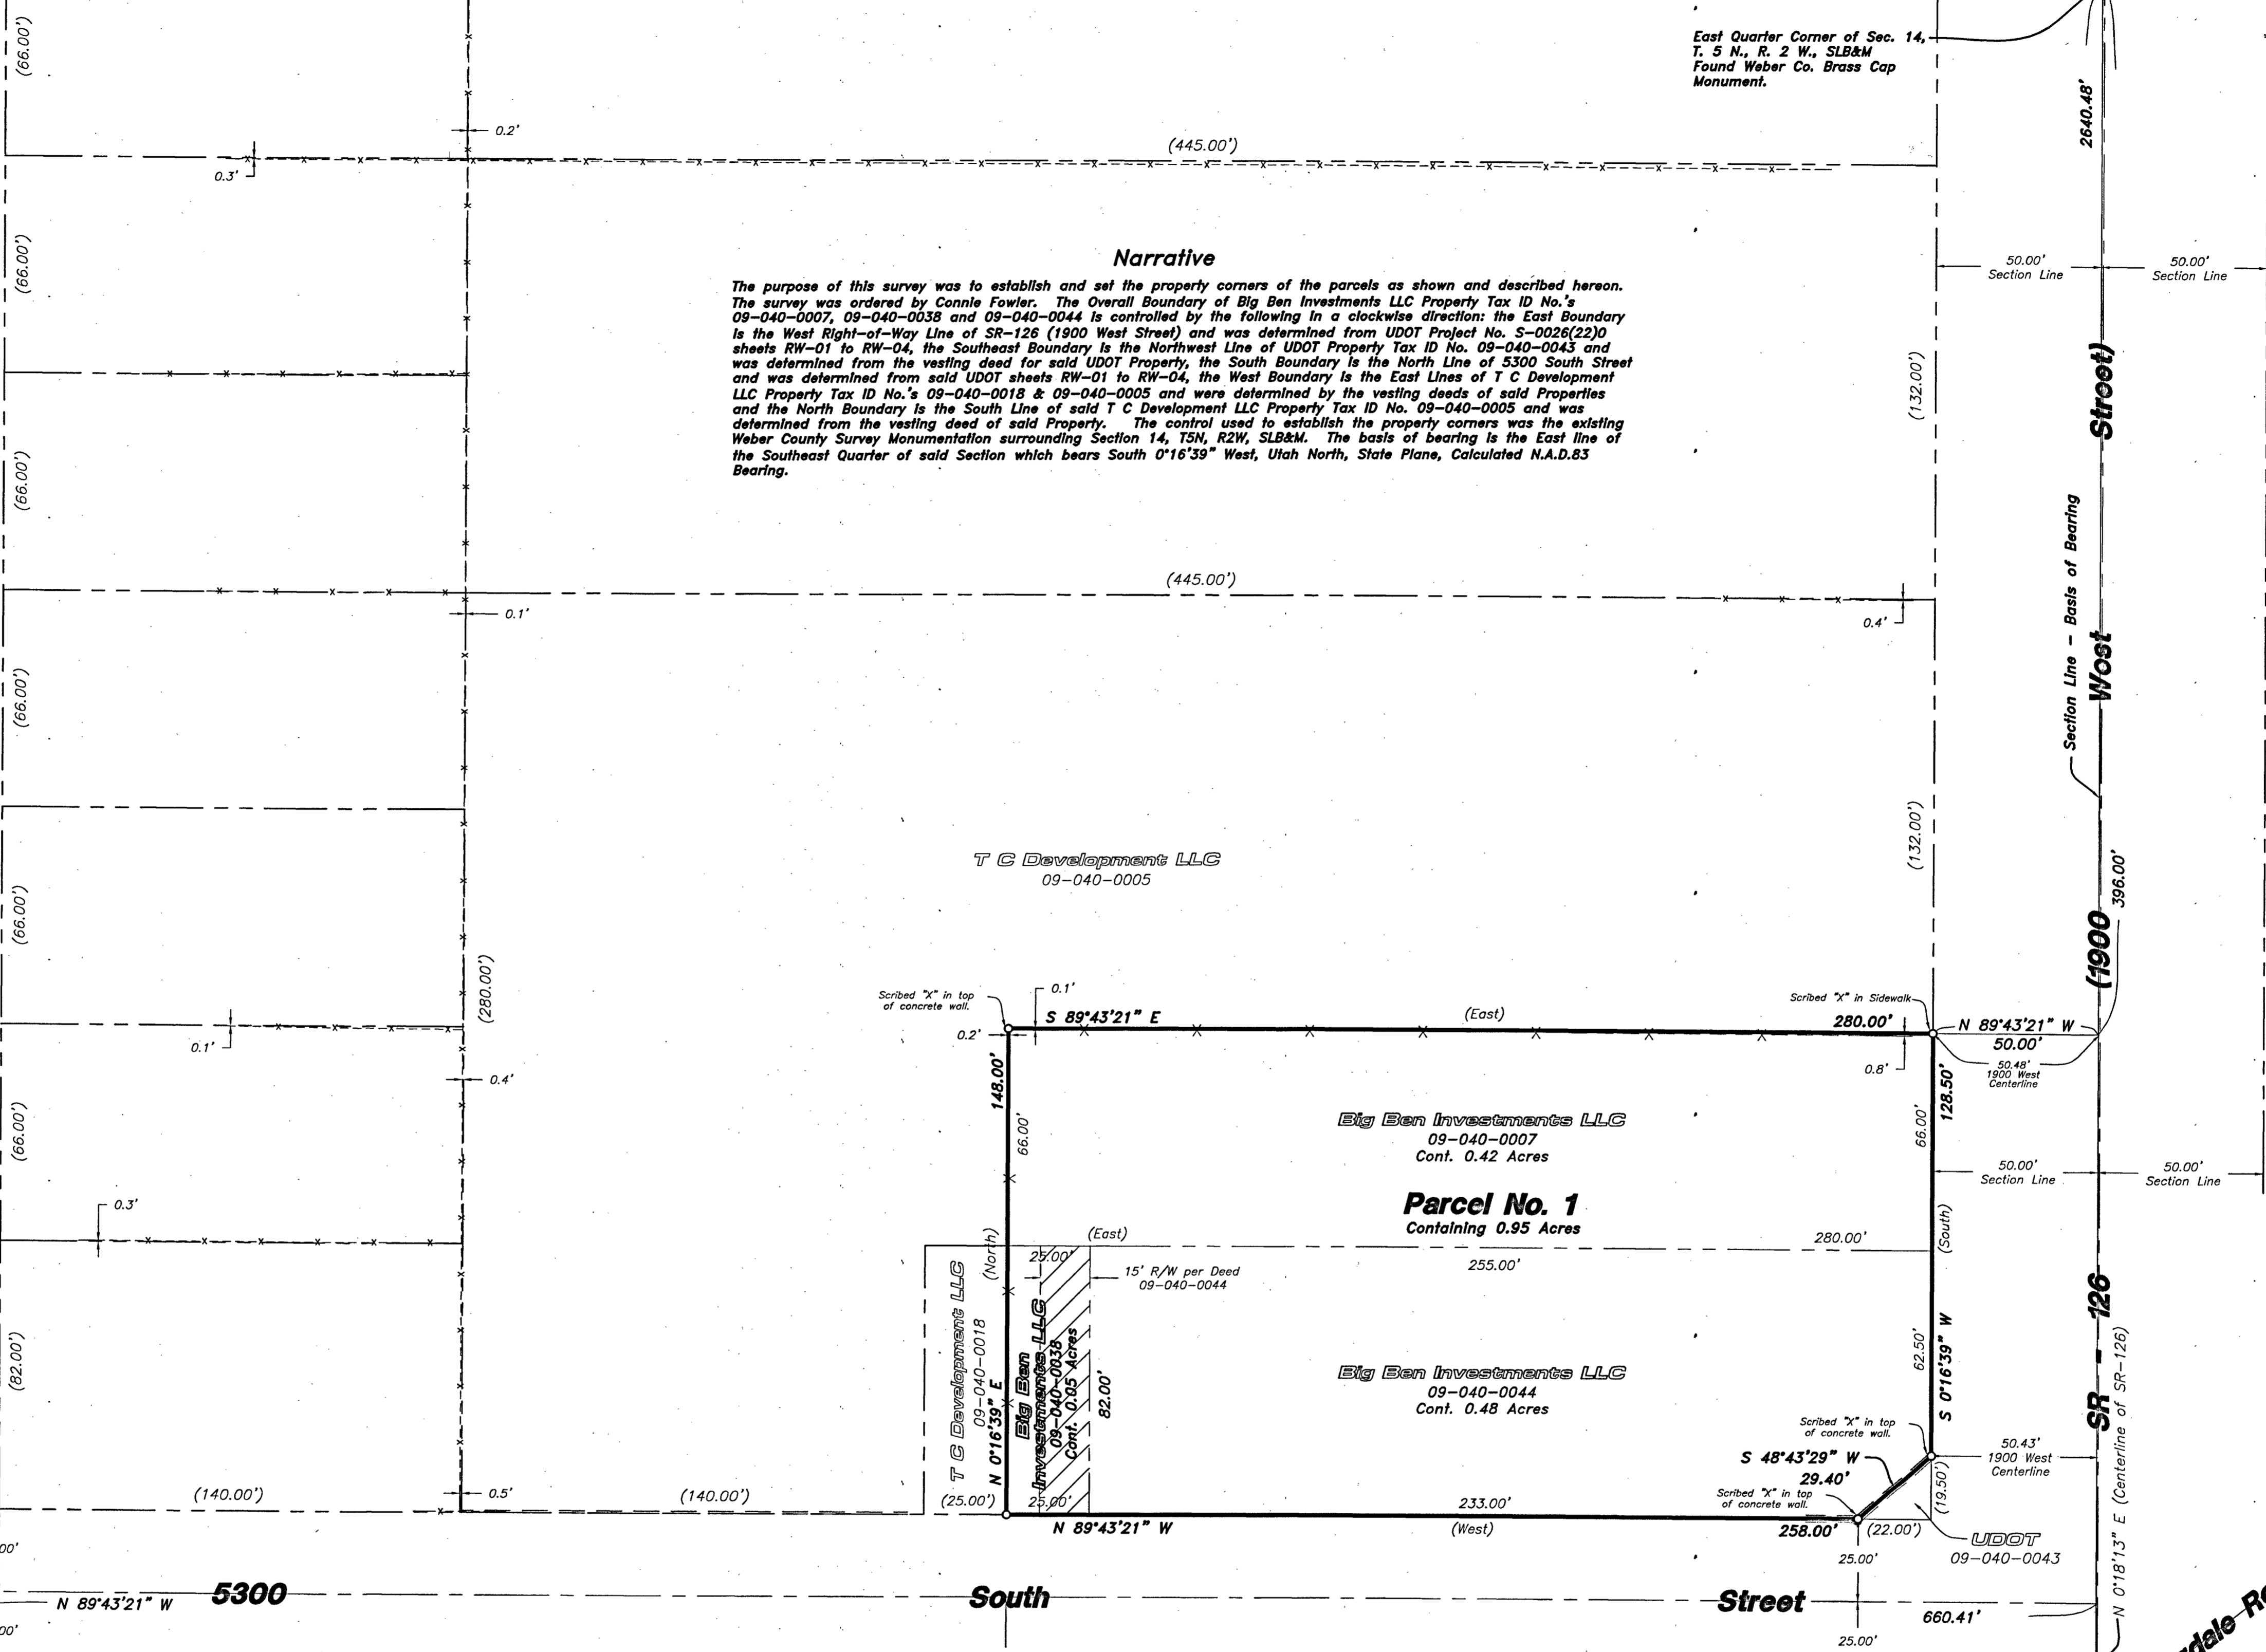 East Quarter Corner of Sec. 14,
T. 5 N., R. 2 W., SLB&M
Found Weber Co. Brass Cap
Monument.
2640.48'
(66.00')
0.2'
0.3'
(445.00')
(66.00')
Narrative
The purpose of this survey was to establish and set the property corners of the parcels as shown and described hereon.
The survey was ordered by Connie Fowler. The Overall Boundary of Big Ben Investments LLC Property Tax ID No.'s
09-040-0007, 09-040-0038 and 09-040-0044 is controlled by the following in a clockwise direction: the East Boundary
is the West Right-of-Way Line of SR-126 (1900 West Street) and was determined from UDOT Project No. S-0026(22)0
sheets RW-01 to RW-04, the Southeast Boundary is the Northwest Line of UDOT Property Tax ID No. 09-040-0043 and
was determined from the vesting deed for said UDOT Property, the South Boundary is the North Line of 5300 South Street
and was determined from said UDOT sheets RW-01 to RW-04, the West Boundary is the East Lines of T C Development
LLC Property Tax ID No.'s 09-040-0018 & 09-040-0005 and were determined by the vesting deeds of said Properties
and the North Boundary is the South Line of said T C Development LLC Property Tax ID No. 09-040-0005 and was
determined from the vesting deed of said Property. The control used to establish the property corners was the existing
Weber County Survey Monumentation surrounding Section 14, T5N, R2W, SLB&M. The basis of bearing is the East line of
the Southeast Quarter of said Section which bears South 0°16'39" West, Utah North, State Plane, Calculated N.A.D.83
Bearing.
50.00'
Section Line
50.00'
Section Line
(132.00')
(66.00')
(445.00')
0.1'
0.4'
Section Line - Basis of Bearing
SR - 126 (1900 West Street)
(66.00')
(132.00')
396.00'
T C Development LLC
09-040-0005
(66.00')
(280.00')
Scribed "X" in top
of concrete wall.
0.1'
0.2'
S 89°43'21" E
(East)
280.00'
Scribed "X" in Sidewalk
N 89°43'21" W
50.00'
50.48'
1900 West
Centerline
0.8'
0.1'
0.4'
148.00'
66.00'
128.50'
66.00'
(66.00')
Big Ben Investments LLC
09-040-0007
Cont. 0.42 Acres
Parcel No. 1
Containing 0.95 Acres
50.00'
Section Line
50.00'
Section Line
0.3'
(North)
(East)
25.00'
280.00'
255.00'
(South)
15' R/W per Deed
09-040-0044
T C Development LLC
09-040-0018
N 0°16'39" E
Big Ben
Investments LLC
09-040-0038
Cont. 0.05 Acres
82.00'
(82.00')
Big Ben Investments LLC
09-040-0044
Cont. 0.48 Acres
62.50'
S 0°16'39" W
Scribed "X" in top
of concrete wall.
S 48°43'29" W
29.40'
50.43'
1900 West
Centerline
Scribed "X" in top
of concrete wall.
(19.50')
(140.00')
0.5'
(140.00')
(25.00')
25.00'
N 89°43'21" W
233.00'
(West)
258.00'
(22.00')
UDOT
09-040-0043
N 0°18'13" E (Centerline of SR-126)
25.00'
00'
N 89°43'21" W
5300 South Street
660.41'
00'
25.00'